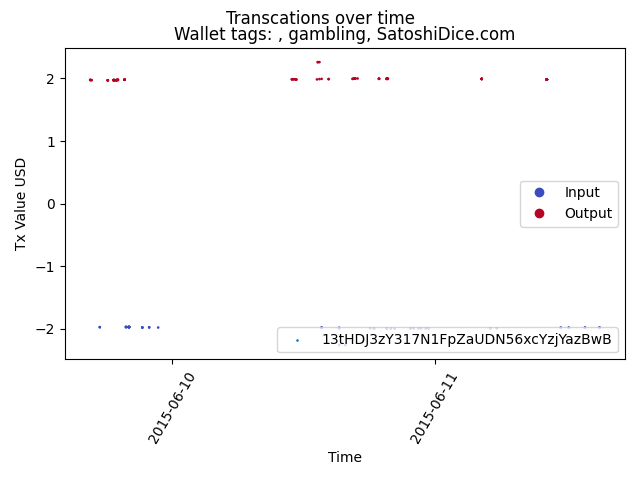 Transcations over time
Wallet tags: , gambling, SatoshiDice.com
Tx Value USD
2
1
0
−1
−2
Input
Output
13tHDJ3zY317N1FpZaUDN56xcYzjYazBwB
2015-06-10
2015-06-11
Time